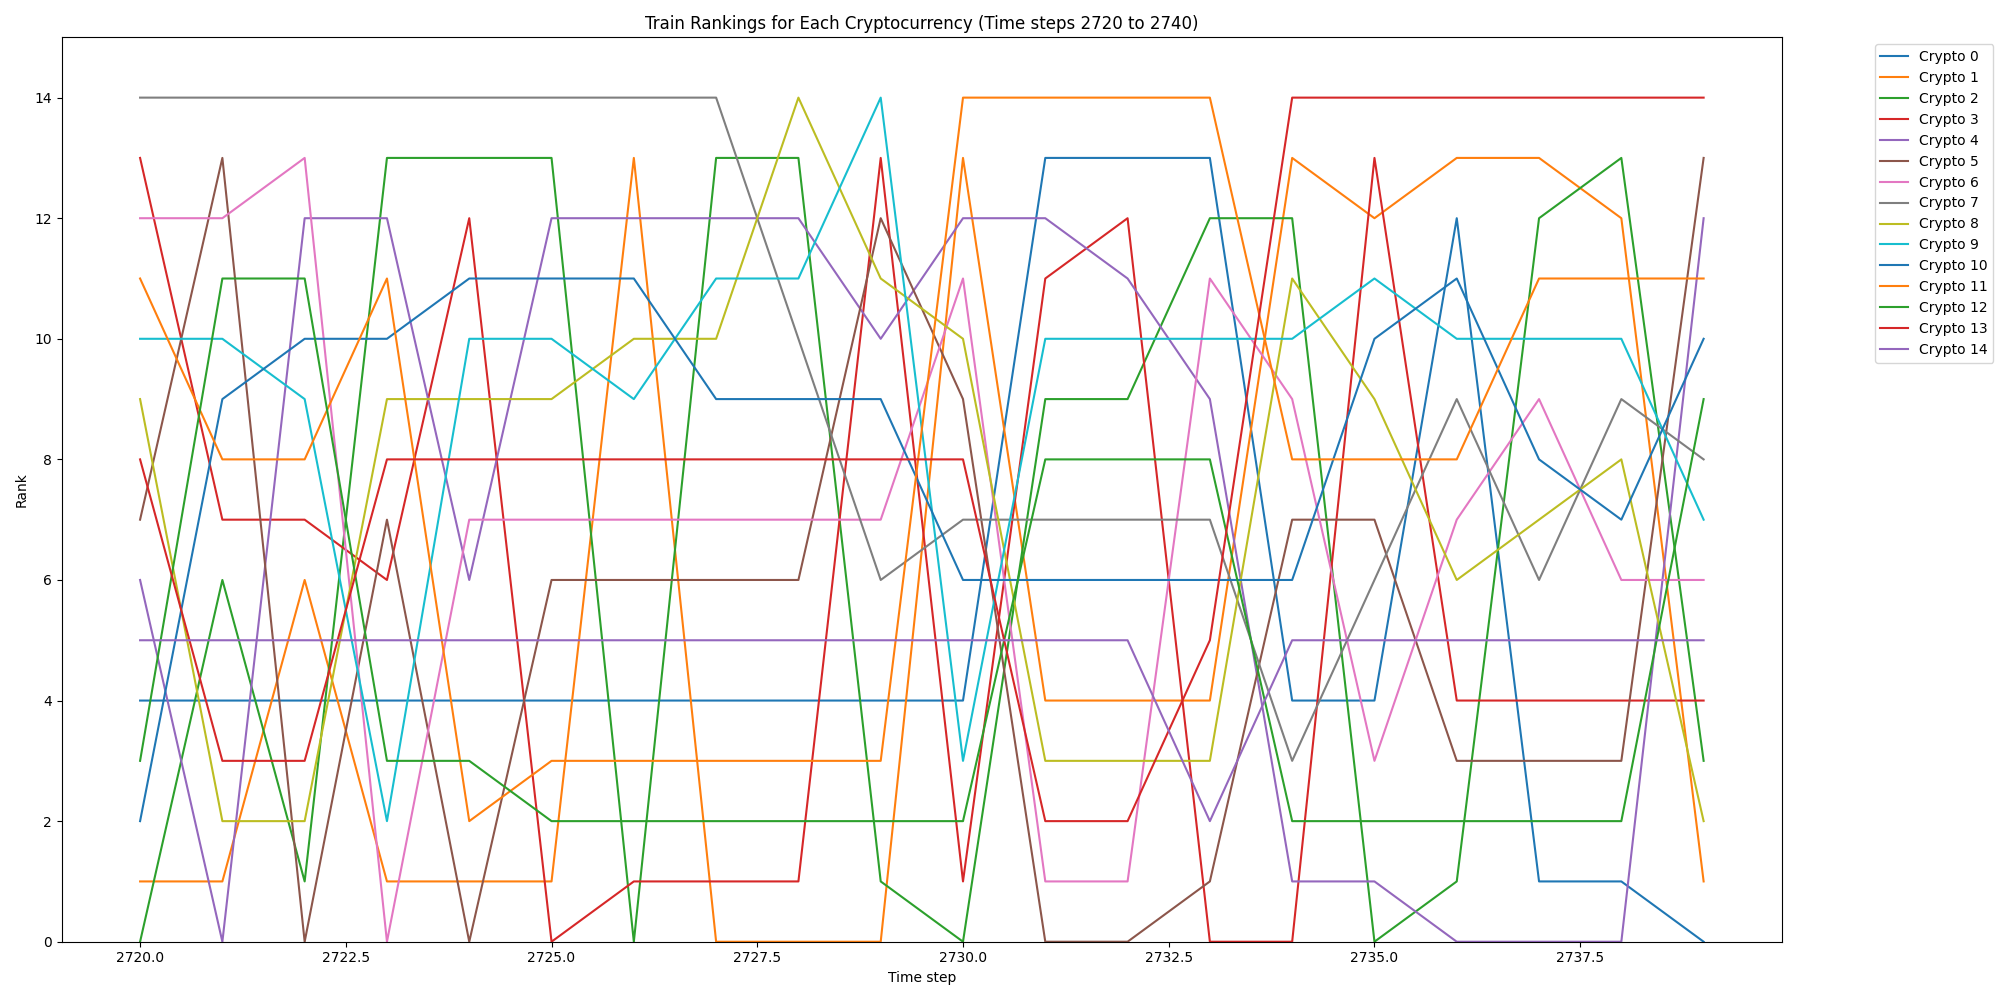 Train Rankings for Each Cryptocurrency (Time steps 2720 to 2740)
Rank
14
12
10
8
6
4
2
0
2720.0 2722.5 2725.0 2727.5 2730.0 2732.5 2735.0 2737.5
Time step
Crypto 0
Crypto 1
Crypto 2
Crypto 3
Crypto 4
Crypto 5
Crypto 6
Crypto 7
Crypto 8
Crypto 9
Crypto 10
Crypto 11
Crypto 12
Crypto 13
Crypto 14